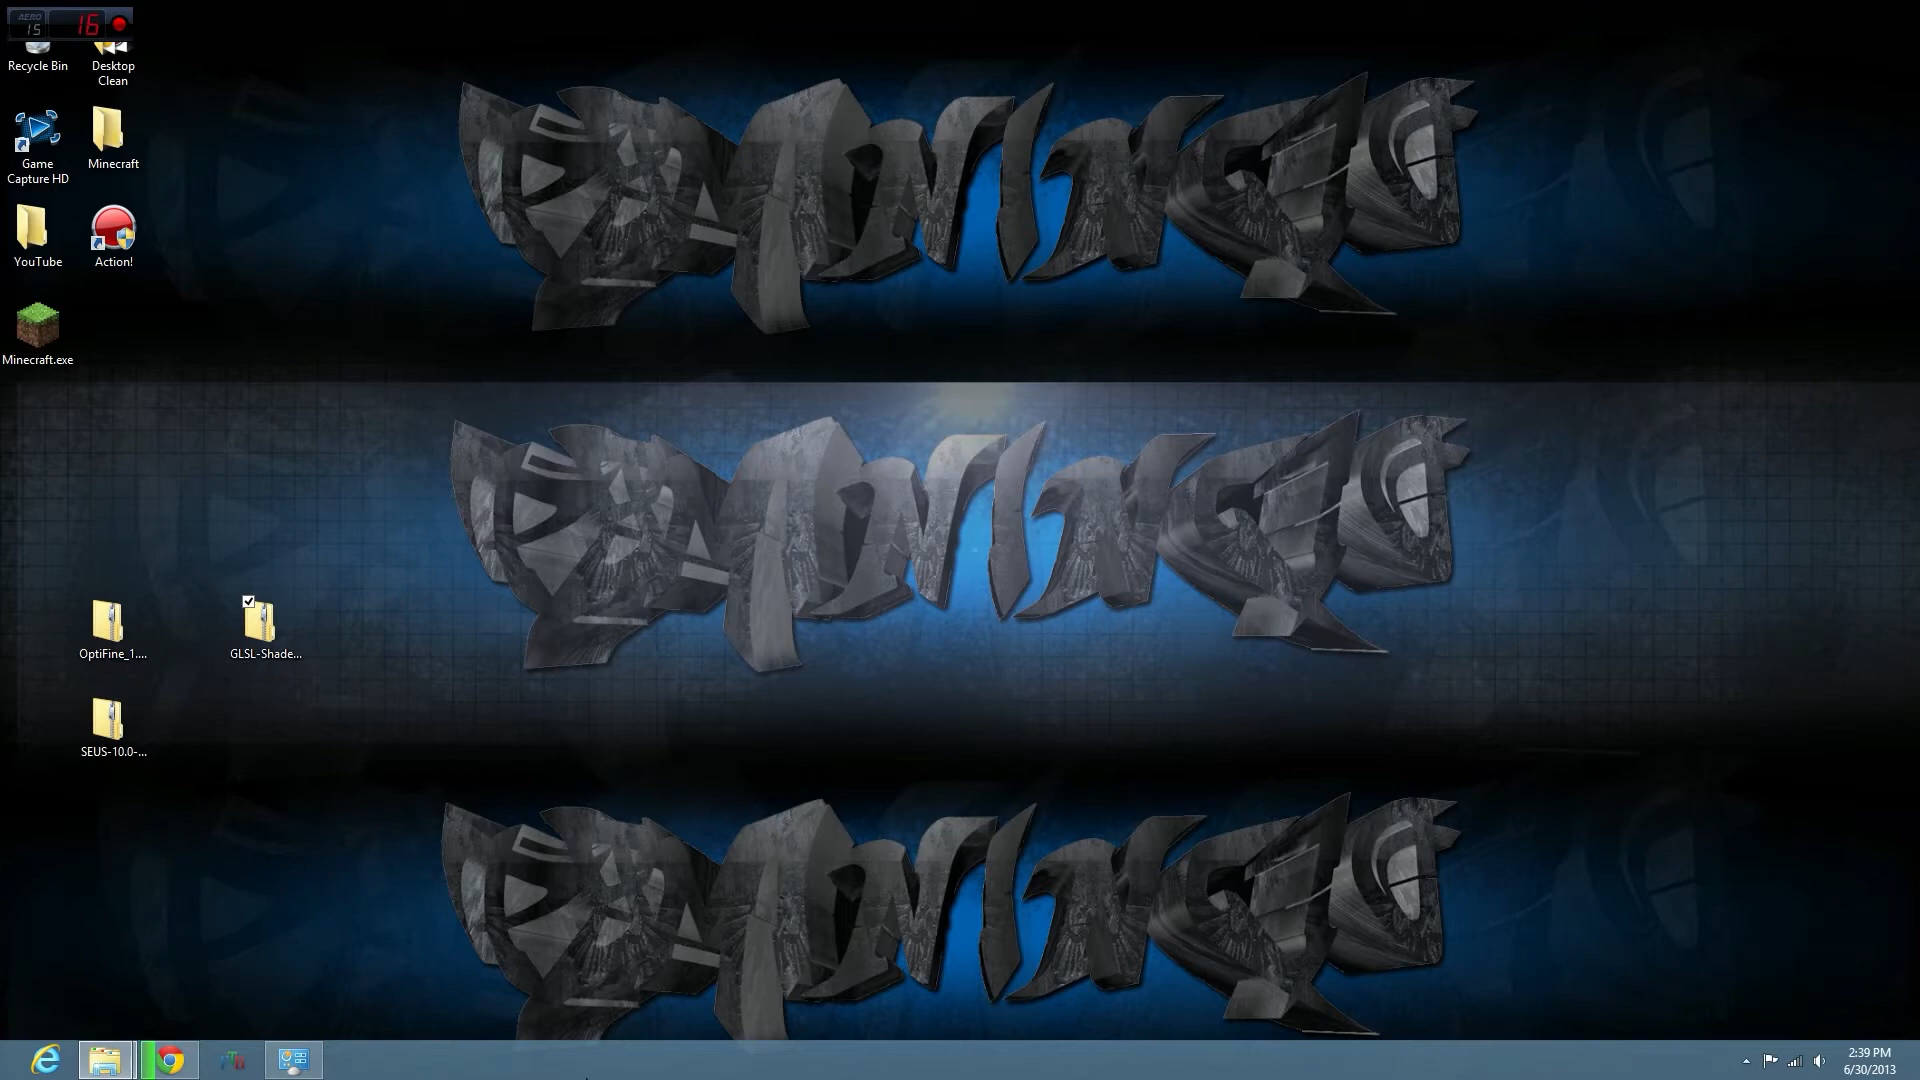 AERO
15
16
Recycle Bin
Desktop
Clean
Game
Capture HD
Minecraft
YouTube
Action!
Minecraft.exe
OptiFine_1....
GLSL-Shade...
SEUS-10.0-...
2:39 PM
6/30/2013